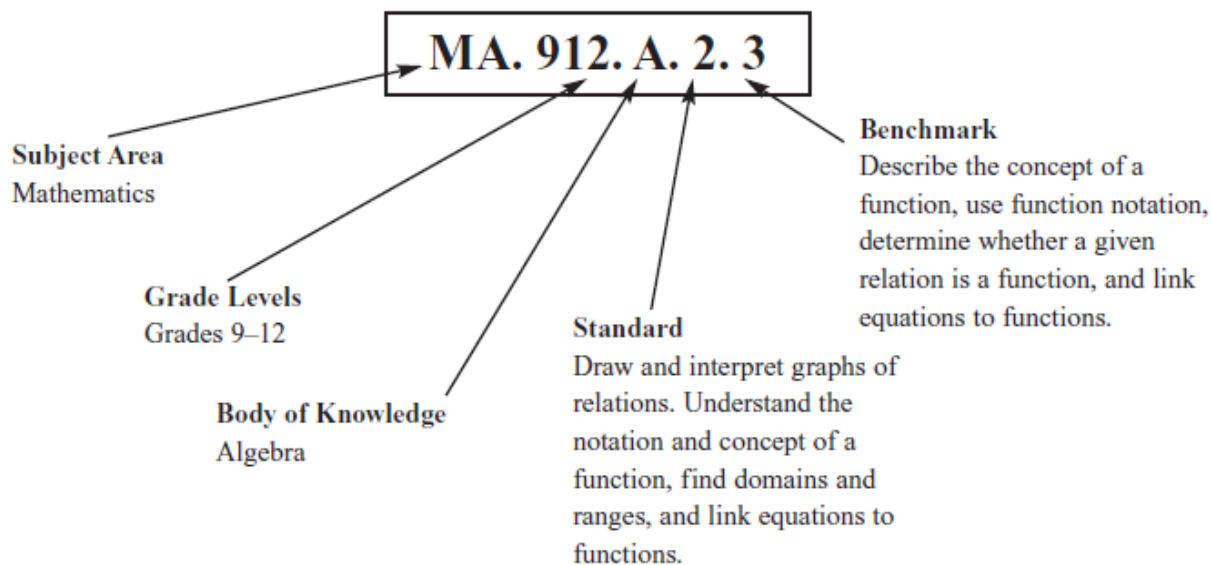 MA. 912. A. 2. 3
Subject Area
Mathematics
Grade Levels
Grades 9–12
Body of Knowledge
Algebra
Standard
Draw and interpret graphs of
relations. Understand the
notation and concept of a
function, find domains and
ranges, and link equations to
functions.
Benchmark
Describe the concept of a
function, use function notation,
determine whether a given
relation is a function, and link
equations to functions.